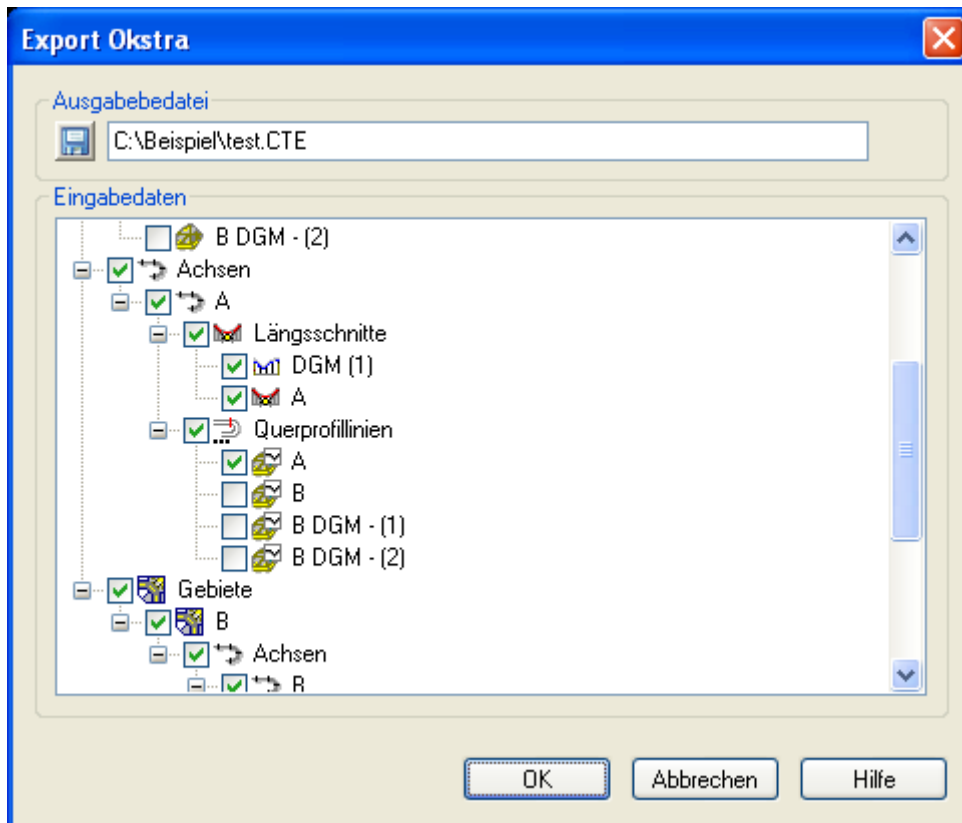 Export Okstra
Ausgabebedatei
C:\Beispiel\test.CTE
Eingabedaten
B DGM - (2)
Achsen
A
Längsschnitte
DGM (1)
A
Querprofillinien
A
B
B DGM - (1)
B DGM - (2)
Gebiete
B
Achsen
B
OK
Abbrechen
Hilfe